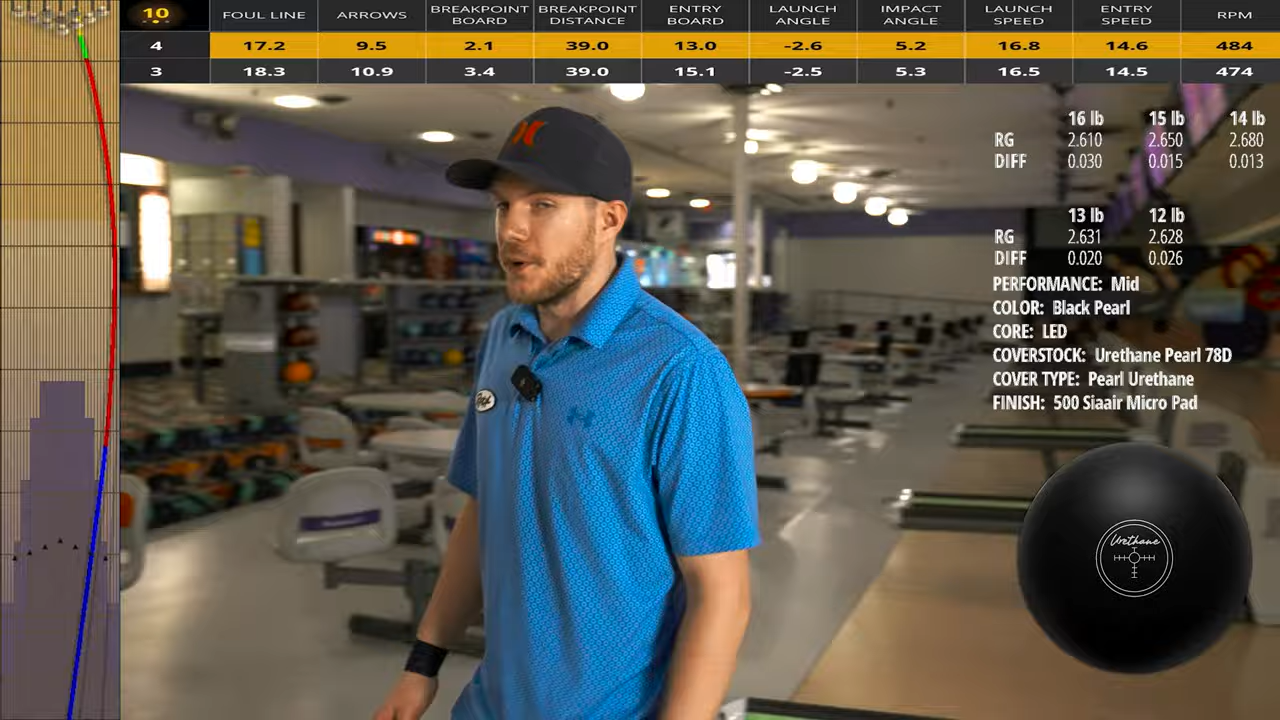 10 FOUL LINE ARROWS BREAKPOINT BOARD BREAKPOINT DISTANCE ENTRY BOARD LAUNCH ANGLE IMPACT ANGLE LAUNCH SPEED ENTRY SPEED RPM
4 17.2 9.5 2.1 39.0 13.0 -2.6 5.2 16.8 14.6 484
3 18.3 10.9 3.4 39.0 15.1 -2.5 5.3 16.5 14.5 474
16 lb 15 lb 14 lb
RG 2.610 2.650 2.680
DIFF 0.030 0.015 0.013
13 lb 12 lb
RG 2.631 2.628
DIFF 0.020 0.026
PERFORMANCE: Mid
COLOR: Black Pearl
CORE: LED
COVERSTOCK: Urethane Pearl 78D
COVER TYPE: Pearl Urethane
FINISH: 500 Siaair Micro Pad
Urethane